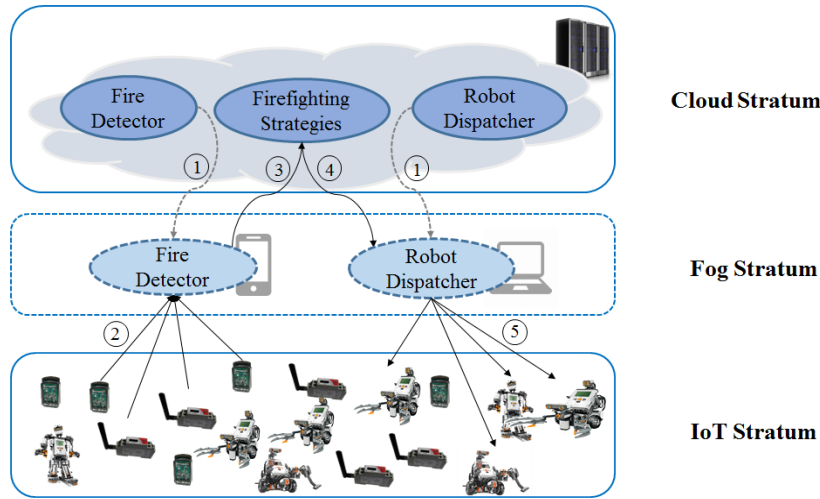 Fire
Detector
Firefighting
Strategies
Robot
Dispatcher
Cloud Stratum
1
3
4
1
Fire
Detector
Robot
Dispatcher
Fog Stratum
2
5
IoT Stratum